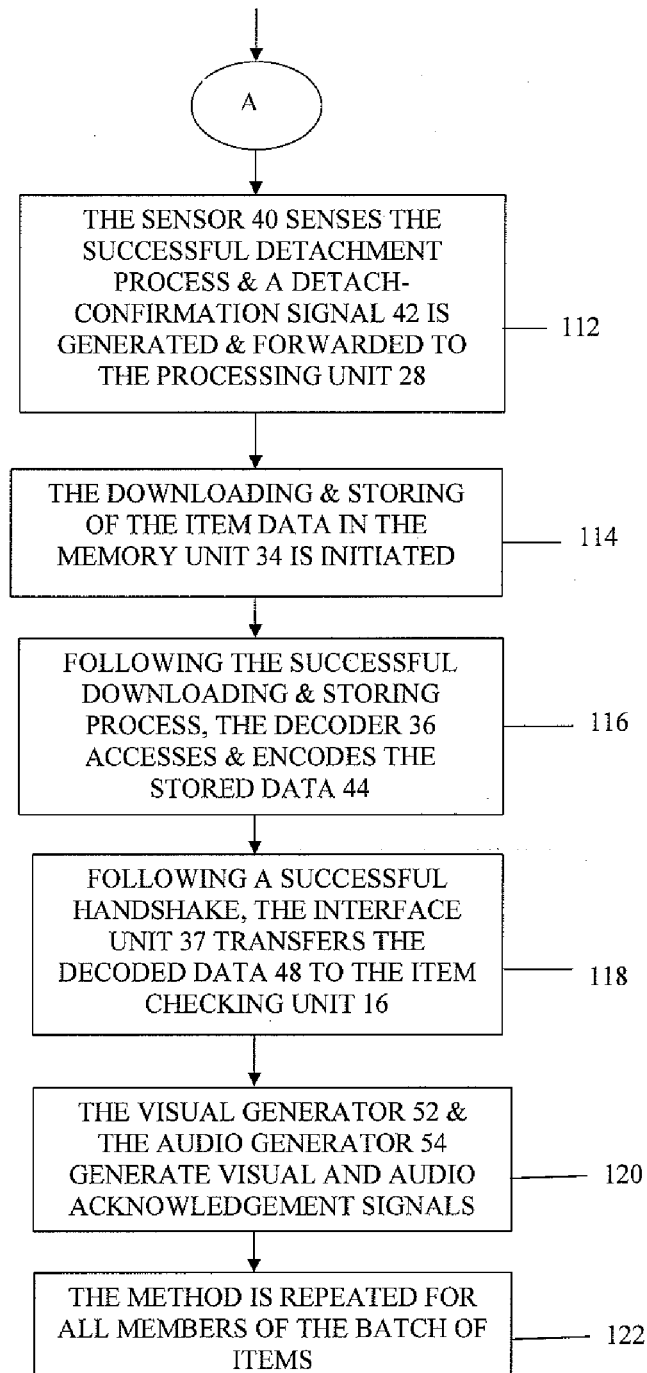 A
THE SENSOR 40 SENSES THE
SUCCESSFUL DETACHMENT
PROCESS & A DETACH-
CONFIRMATION SIGNAL 42 IS
GENERATED & FORWARDED TO
THE PROCESSING UNIT 28
112
THE DOWNLOADING & STORING
OF THE ITEM DATA IN THE
MEMORY UNIT 34 IS INITIATED
114
FOLLOWING THE SUCCESSFUL
DOWNLOADING & STORING
PROCESS, THE DECODER 36
ACCESSES & ENCODES THE
STORED DATA 44
116
FOLLOWING A SUCCESSFUL
HANDSHAKE, THE INTERFACE
UNIT 37 TRANSFERS THE
DECODED DATA 48 TO THE ITEM
CHECKING UNIT 16
118
THE VISUAL GENERATOR 52 &
THE AUDIO GENERATOR 54
GENERATE VISUAL AND AUDIO
ACKNOWLEDGEMENT SIGNALS
120
THE METHOD IS REPEATED FOR
ALL MEMBERS OF THE BATCH OF
ITEMS
122